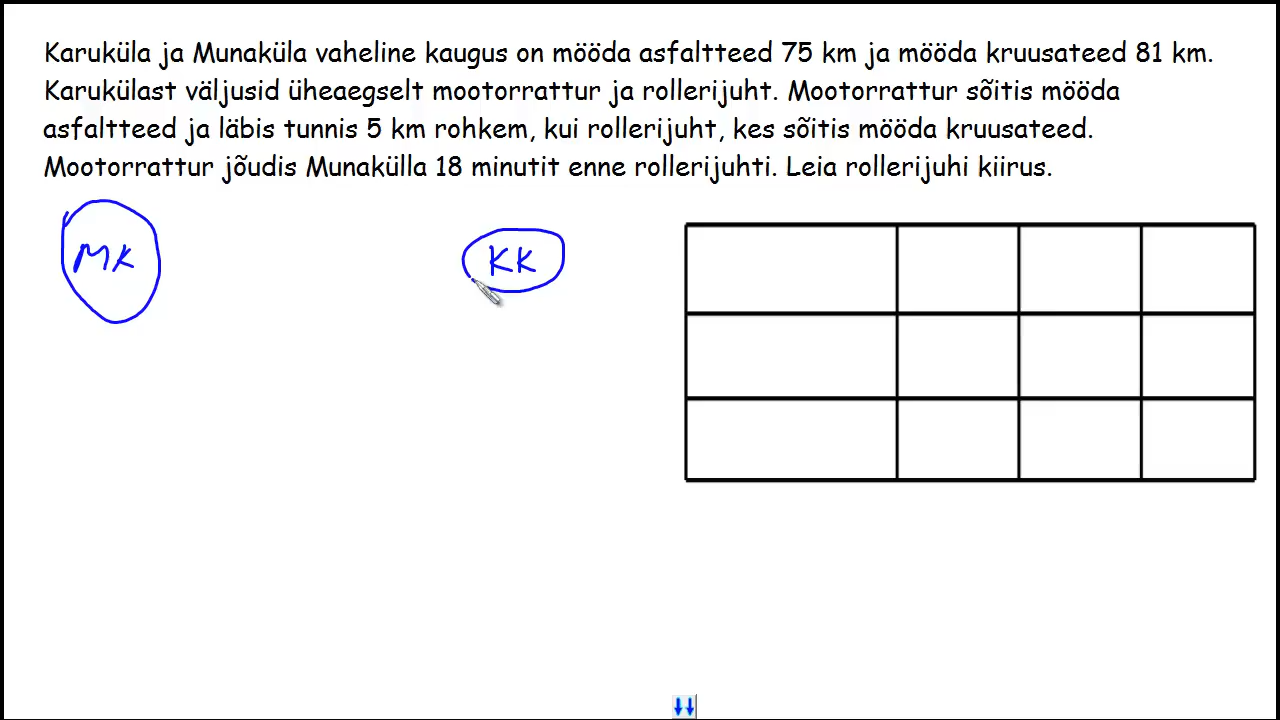 Karuküla ja Munaküla vaheline kaugus on mööda asfaltteed 75 km ja mööda kruusateed 81 km.
Karukülast väljusid üheaegselt mootorrattur ja rollerijuht. Mootorrattur sõitis mööda
asfaltteed ja läbis tunnis 5 km rohkem, kui rollerijuht, kes sõitis mööda kruusateed.
Mootorrattur jõudis Munakülla 18 minutit enne rollerijuhti. Leia rollerijuhi kiirus.
MK
KK